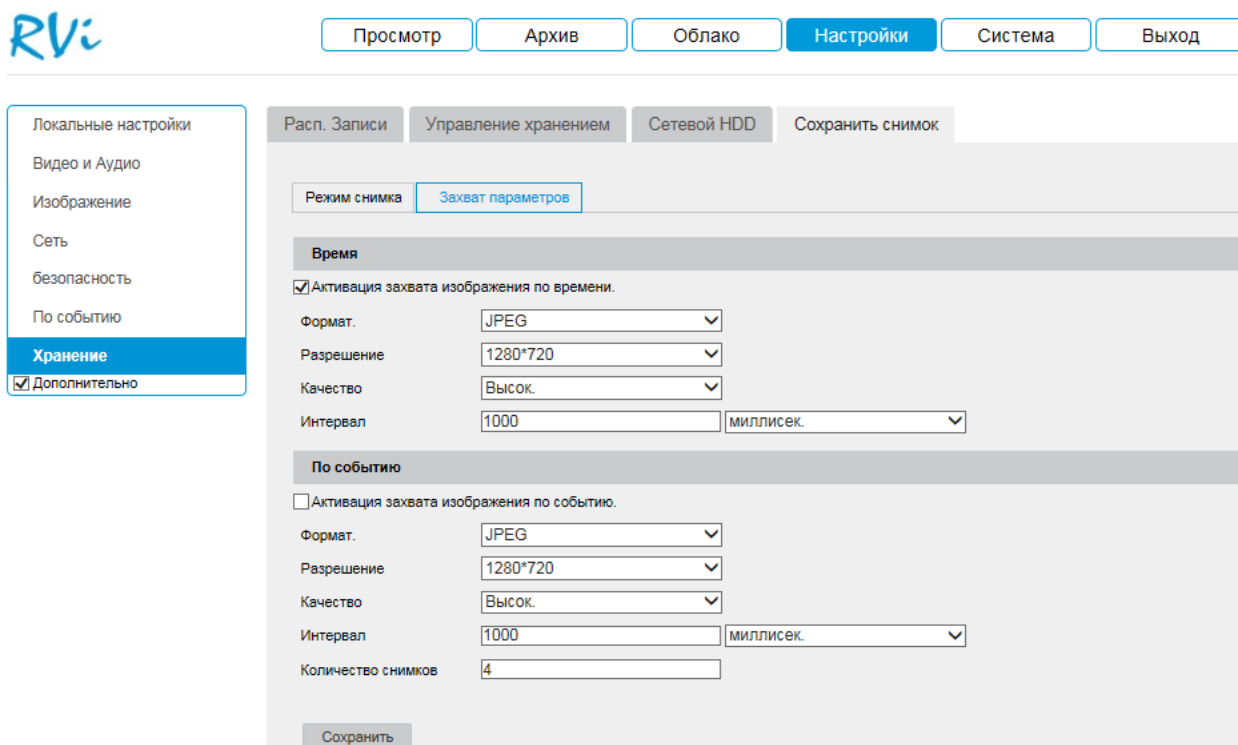 RVi
Просмотр Архив Облако Настройки Система Выход
Локальные настройки
Видео и Аудио
Изображение
Сеть
безопасность
По событию
Хранение
Дополнительно
Расп. Записи Управление хранением Сетевой HDD Сохранить снимок
Режим снимка Захват параметров
Время
Активация захвата изображения по времени.
Формат. JPEG
Разрешение 1280*720
Качество Высок.
Интервал 1000 миллисек.
По событию
Активация захвата изображения по событию.
Формат. JPEG
Разрешение 1280*720
Качество Высок.
Интервал 1000 миллисек.
Количество снимков 4
Сохранить